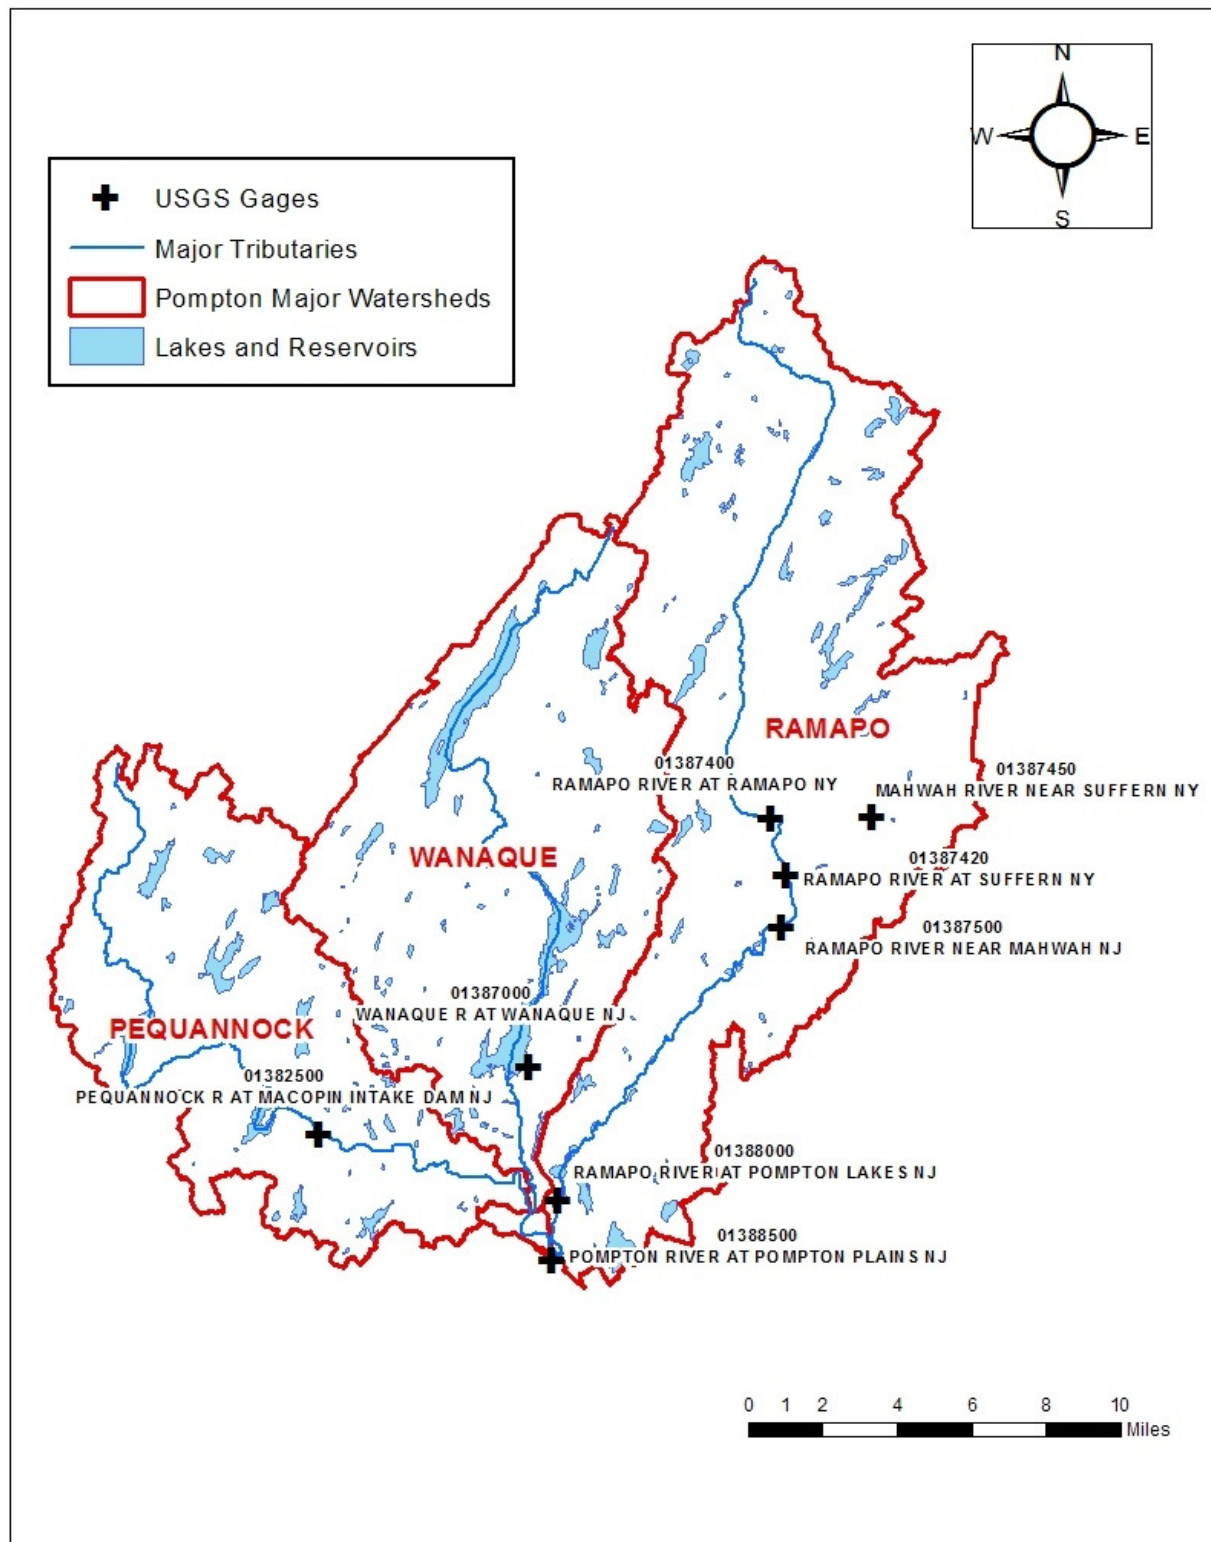 N
W E
S
USGS Gages
Major Tributaries
Pompton Major Watersheds
Lakes and Reservoirs
RAMAPO
01387400
RAMAPO RIVER AT RAMAPO NY
01387450
MAHWAH RIVER NEAR SUFFERN NY
WANAQUE
01387420
RAMAPO RIVER AT SUFFERN NY
01387500
RAMAPO RIVER NEAR MAHWAH NJ
01387000
WANAQUE R AT WANAQUE NJ
PEQUANNOCK
01382500
PEQUANNOCK R AT MACOPIN INTAKE DAM NJ
01388000
RAMAPO RIVER AT POMPTON LAKES NJ
01388500
POMPTON RIVER AT POMPTON PLAINS NJ
0 1 2 4 6 8 10
Miles